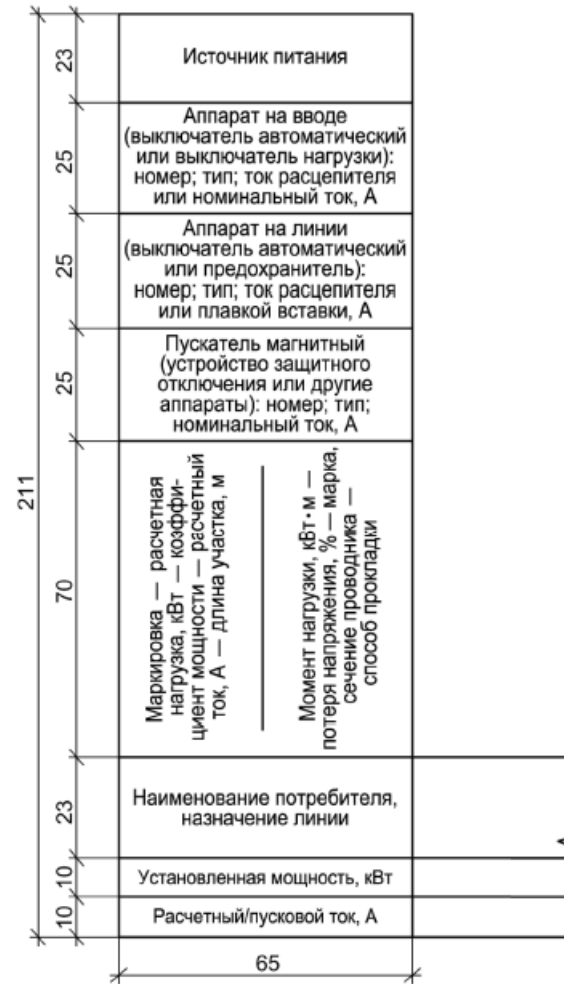 23
Источник питания
25
Аппарат на вводе
(выключатель автоматический
или выключатель нагрузки):
номер; тип; ток расцепителя
или номинальный ток, А
25
Аппарат на линии
(выключатель автоматический
или предохранитель):
номер; тип; ток расцепителя
или плавкой вставки, А
25
Пускатель магнитный
(устройство защитного
отключения или другие
аппараты): номер; тип;
номинальный ток, А
211
70
Маркировка — расчетная
нагрузка, кВт — коэффи-
циент мощности — расчетный
ток, А — длина участка, м
Момент нагрузки, кВт·м —
потеря напряжения, % — марка,
сечение проводника —
способ прокладки
23
Наименование потребителя,
назначение линии
10
Установленная мощность, кВт
10
Расчетный/пусковой ток, А
65